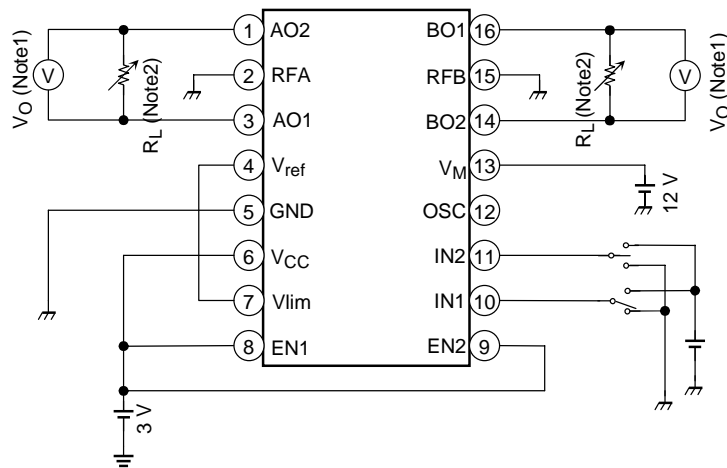 1 AO2 BO1 16
2 RFA RFB 15
3 AO1 BO2 14
4 Vref VM 13
5 GND OSC 12
6 VCC IN2 11
7 Vlim IN1 10
8 EN1 EN2 9
VO (Note1)
V
RL (Note2)
RL (Note2)
V
VO (Note1)
12 V
3 V